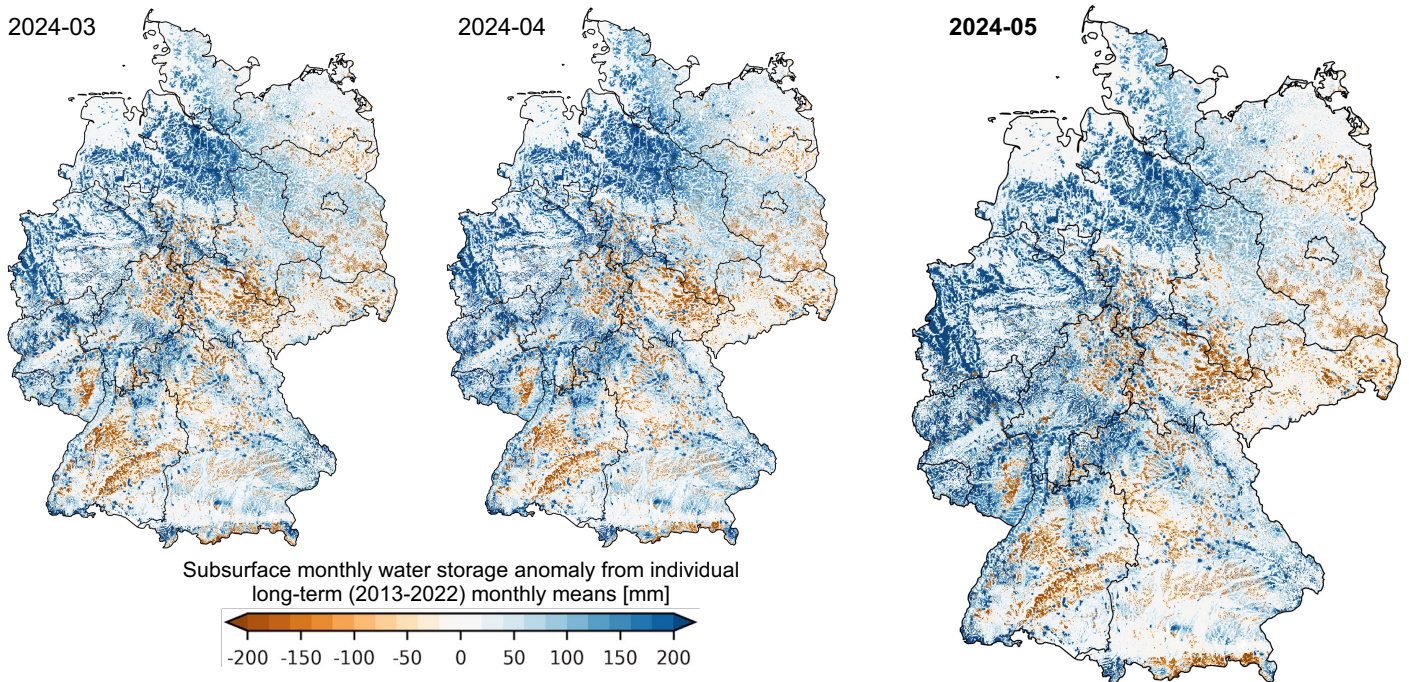 2024-03
2024-04
2024-05
Subsurface monthly water storage anomaly from individual
long-term (2013-2022) monthly means [mm]
-200 -150 -100 -50 0 50 100 150 200